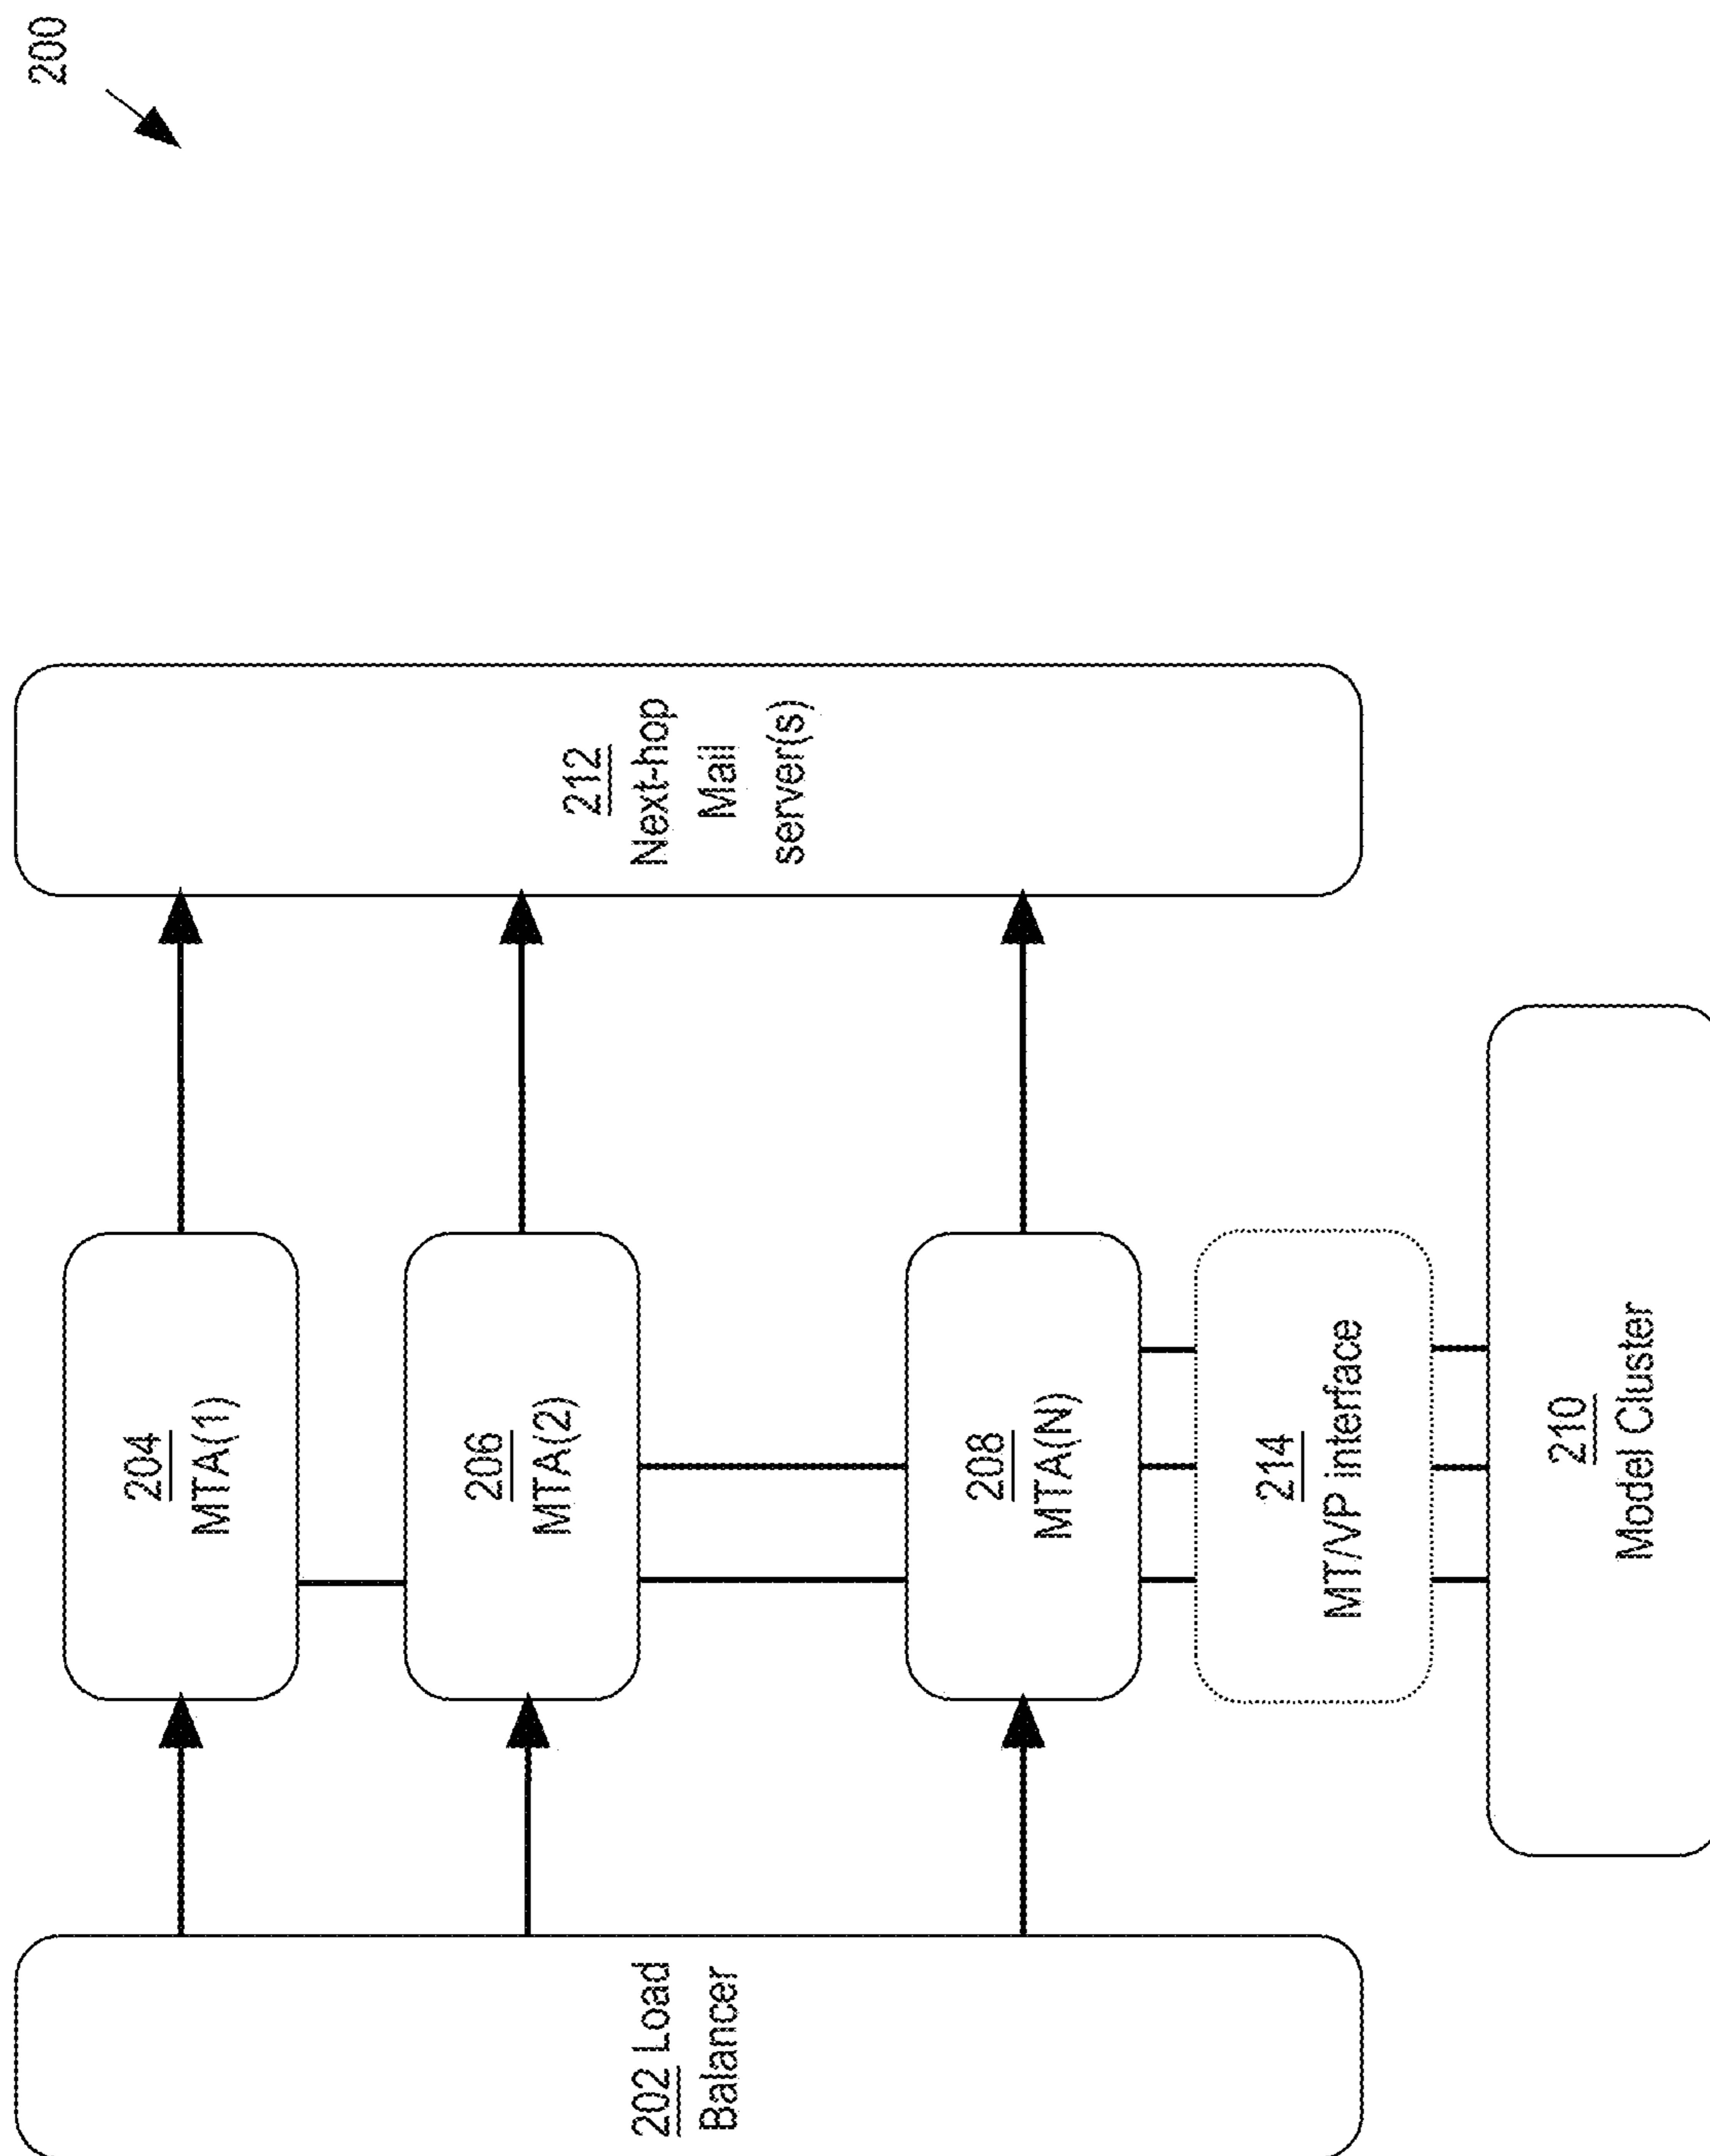 200
204
MTA(1)
206
MTA(2)
208
MTA(N)
214
MT/VP interface
210
Model Cluster
202 Load
Balancer
212
Next-hop
Mail
server(s)